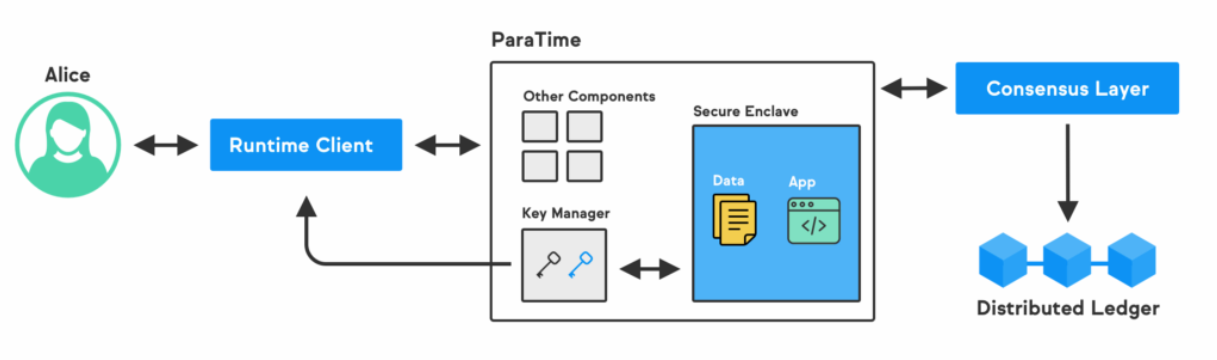 ParaTime
Alice
Runtime Client
Other Components
Secure Enclave
Data
App
</>
Key Manager
Consensus Layer
Distributed Ledger